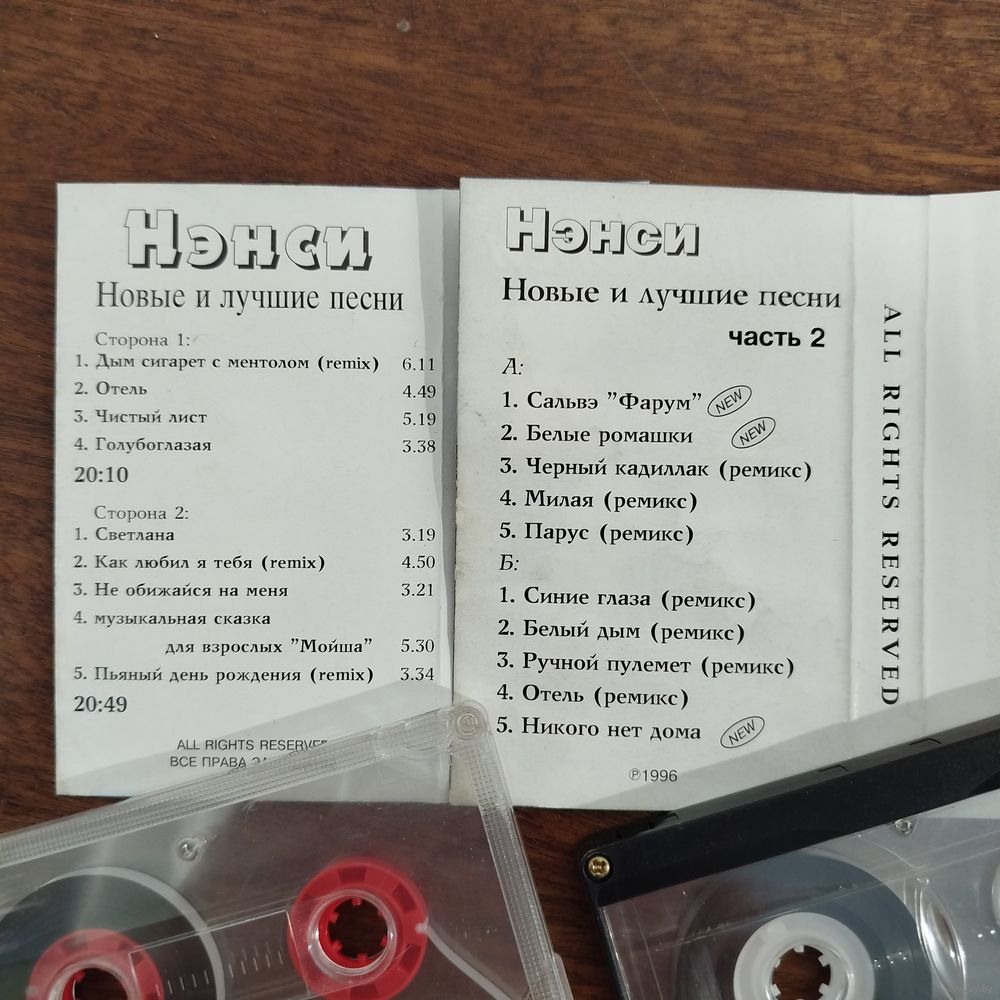 Нэнси
Новые и лучшие песни
Сторона 1:
1. Дым сигарет с ментолом (remix) 6.11
2. Отель 4.49
3. Чистый лист 5.19
4. Голубоглазая 3.38
20:10
Сторона 2:
1. Светлана 3.19
2. Как любил я тебя (remix) 4.50
3. Не обижайся на меня 3.21
4. музыкальная сказка
для взрослых "Мойша" 5.30
5. Пьяный день рождения (remix) 3.34
20:49
ALL RIGHTS
ВСЕ ПРАВА
Нэнси
Новые и лучшие песни
часть 2
А:
1. Сальвэ "Фарум" NEW
2. Белые ромашки NEW
3. Черный кадиллак (ремикс)
4. Милая (ремикс)
5. Парус (ремикс)
Б:
1. Синие глаза (ремикс)
2. Белый дым (ремикс)
3. Ручной пулемет (ремикс)
4. Отель (ремикс)
5. Никого нет дома NEW
℗1996
ALL RIGHTS RESERVED